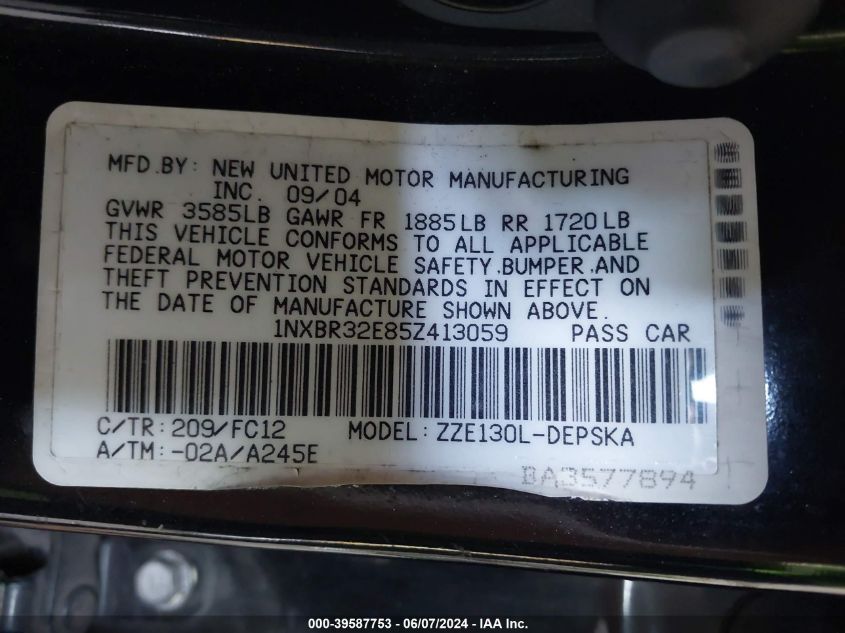 MFD.BY: NEW UNITED MOTOR MANUFACTURING
INC. 09/04
GVWR 3585LB GAWR FR 1885LB RR 1720LB
THIS VEHICLE CONFORMS TO ALL APPLICABLE
FEDERAL MOTOR VEHICLE SAFETY,BUMPER,AND
THEFT PREVENTION STANDARDS IN EFFECT ON
THE DATE OF MANUFACTURE SHOWN ABOVE.
1NXBR32E85Z413059 PASS CAR
C/TR:209/FC12 MODEL:ZZE130L-DEPSKA
A/TM:-02A/A245E
BA3577894
000-39587753 - 06/07/2024 - IAA Inc.